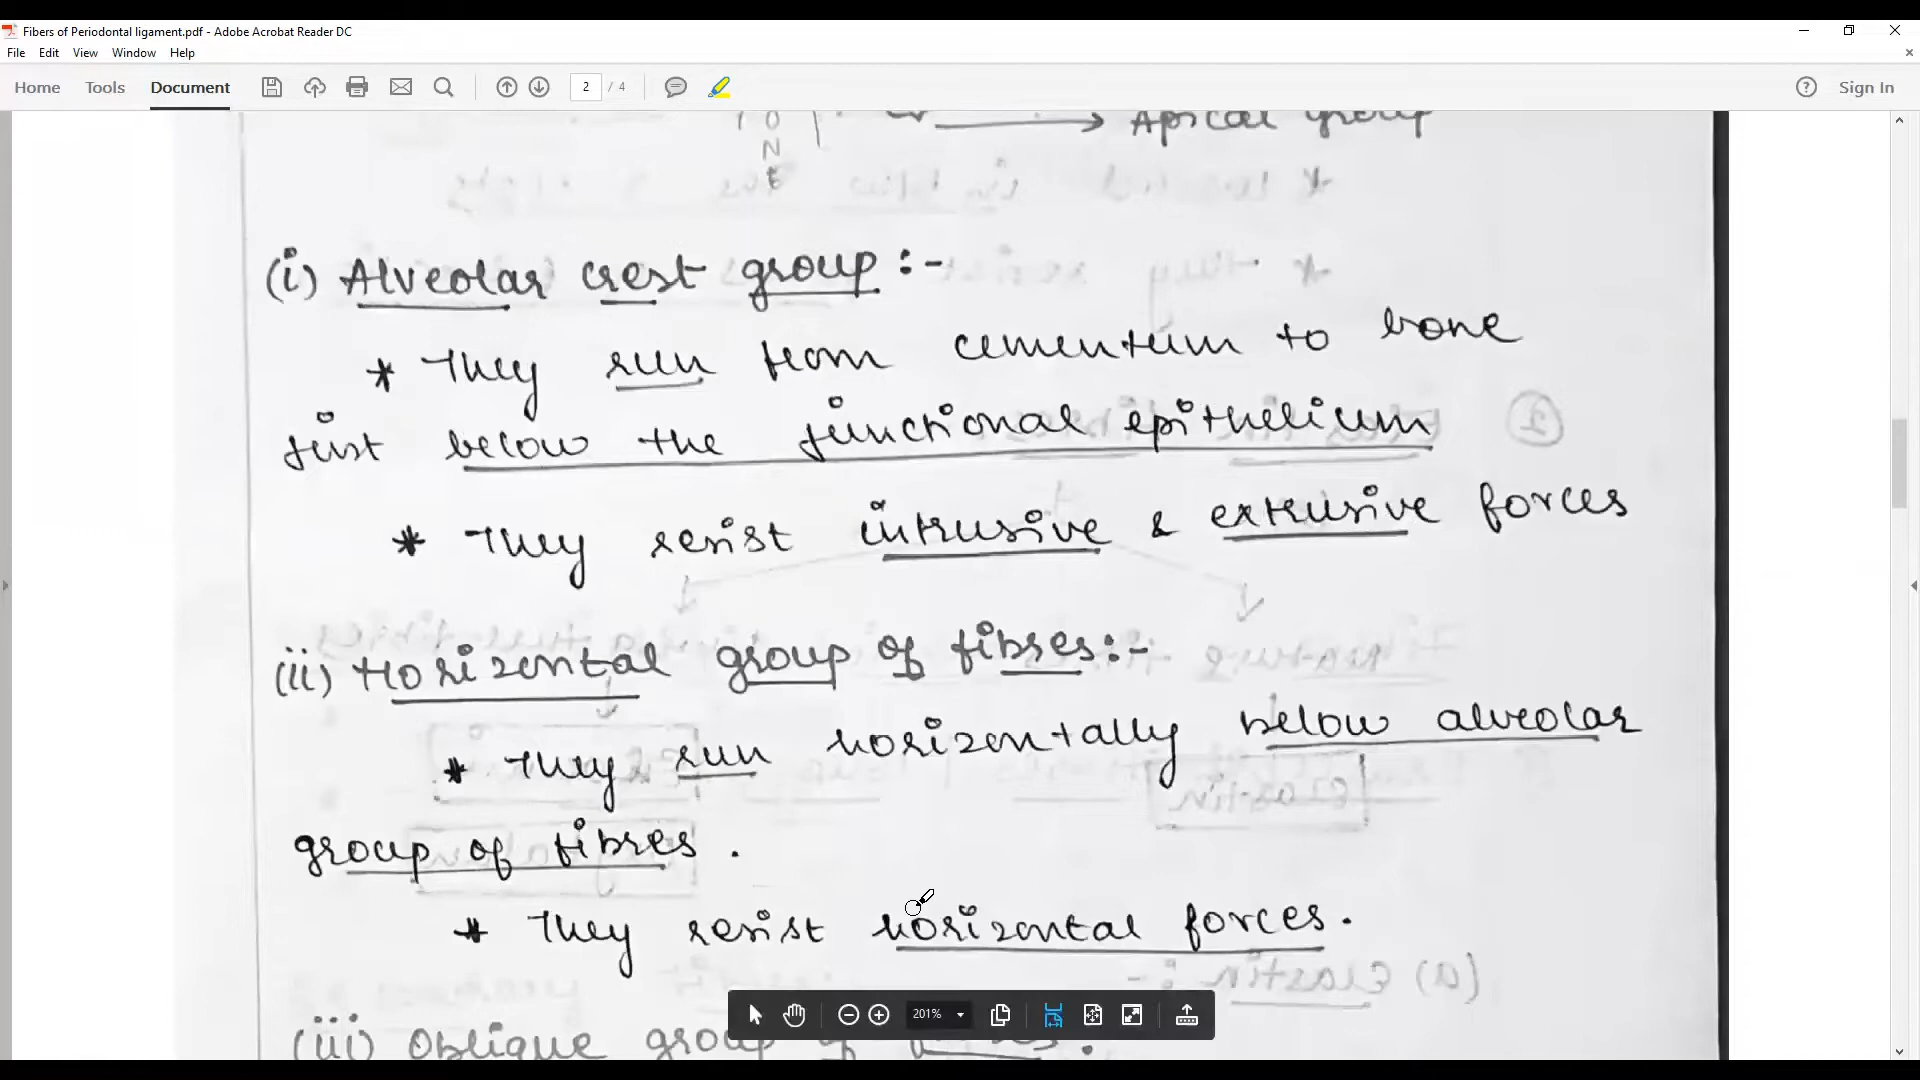 Fibers of Periodontal ligament.pdf - Adobe Acrobat Reader DC
File Edit View Window Help
Home Tools Document 2 / 4 Sign In
Apical group
O
N
E
(i) Alveolar crest group :-
* They run from cementum to bone
just below the junctional epithelium
* They resist intrusive & extrusive forces
(ii) Horizontal group of fibres:-
* They run horizontally below alveolar
group of fibres .
* They resist horizontal forces.
(iii) Oblique group of fibres.
201%